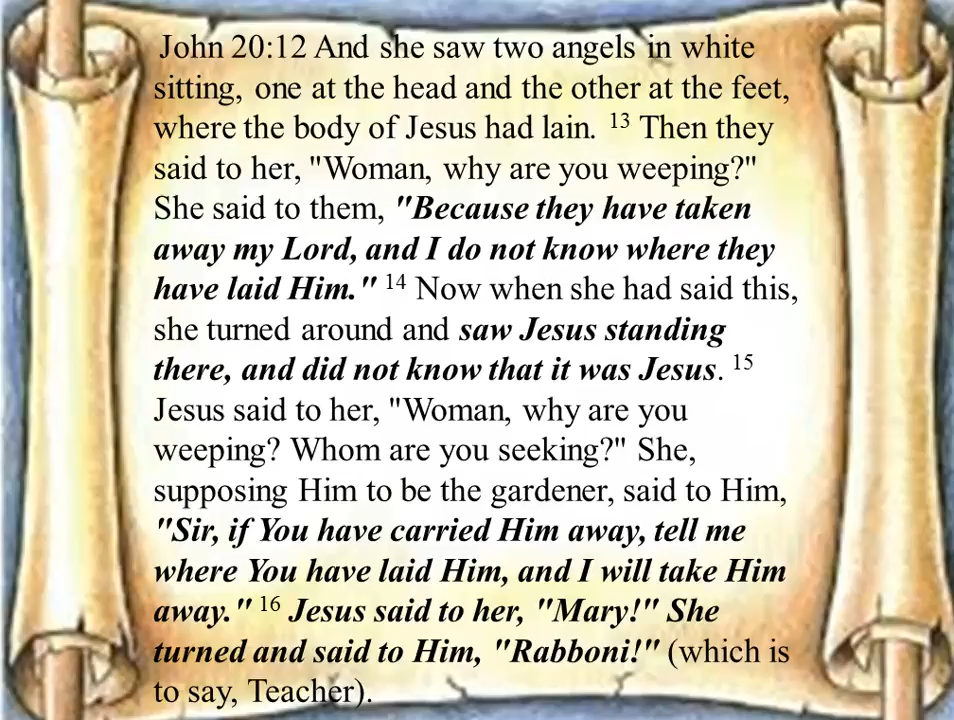 John 20:12 And she saw two angels in white
sitting, one at the head and the other at the feet,
where the body of Jesus had lain. 13 Then they
said to her, "Woman, why are you weeping?"
She said to them, "Because they have taken
away my Lord, and I do not know where they
have laid Him." 14 Now when she had said this,
she turned around and saw Jesus standing
there, and did not know that it was Jesus. 15
Jesus said to her, "Woman, why are you
weeping? Whom are you seeking?" She,
supposing Him to be the gardener, said to Him,
"Sir, if You have carried Him away, tell me
where You have laid Him, and I will take Him
away." 16 Jesus said to her, "Mary!" She
turned and said to Him, "Rabboni!" (which is
to say, Teacher).